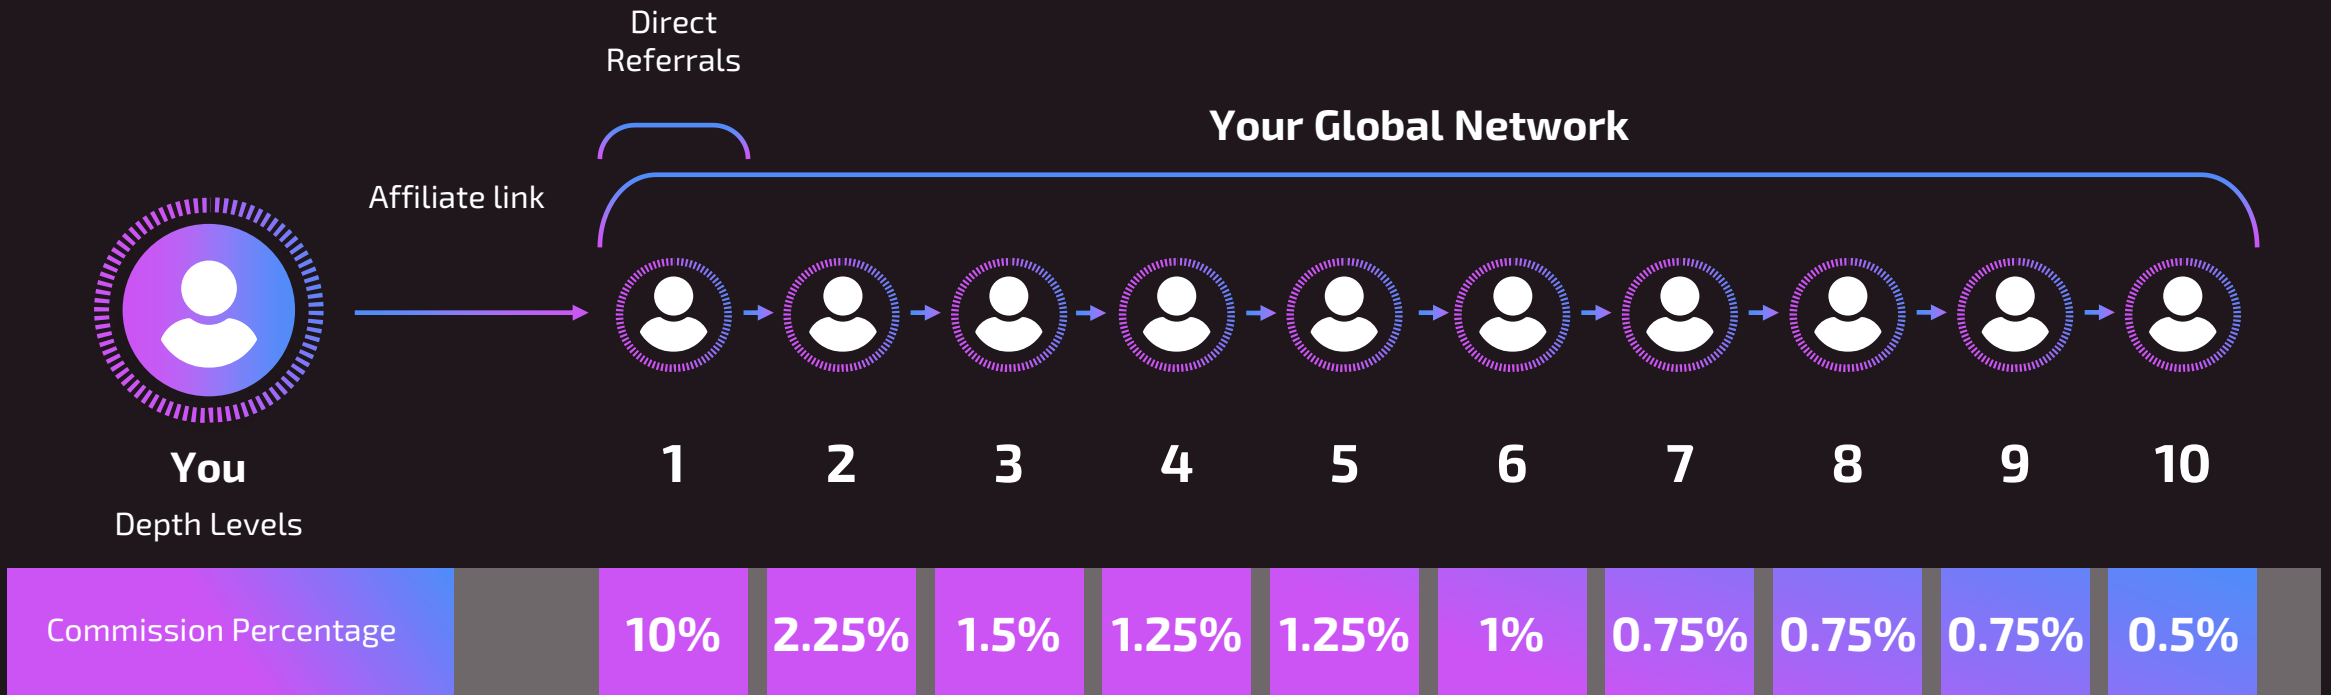 Direct
Referrals
Your Global Network
Affiliate link
You
1 2 3 4 5 6 7 8 9 10
Depth Levels
Commission Percentage
10% 2.25% 1.5% 1.25% 1.25% 1% 0.75% 0.75% 0.75% 0.5%